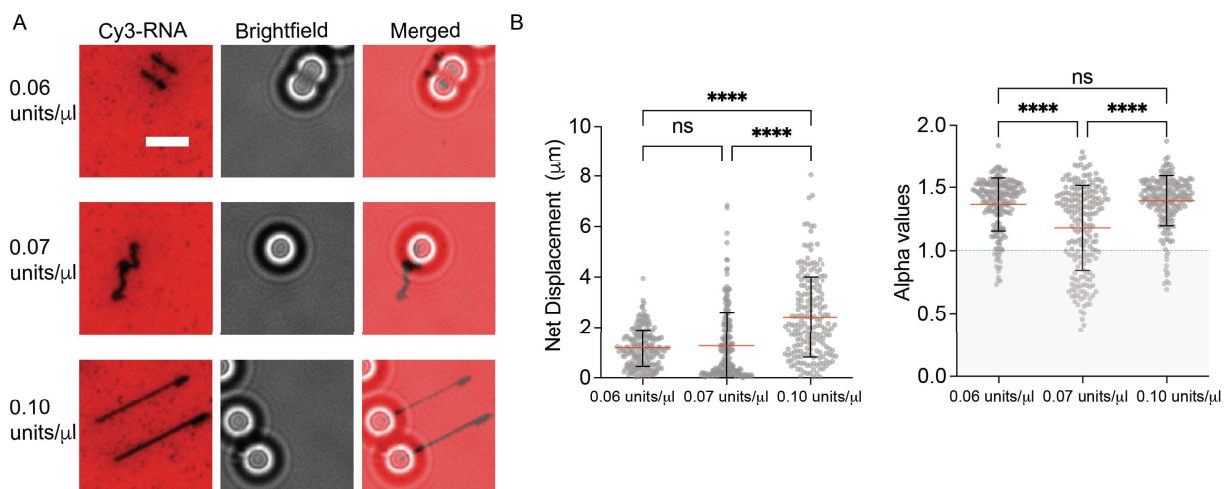 A
Cy3-RNA Brightfield Merged
0.06
units/μl
0.07
units/μl
0.10
units/μl
B
****
ns ****
Net Displacement (μm)
10
8
6
4
2
0
0.06 units/μl 0.07 units/μl 0.10 units/μl
ns
**** ****
Alpha values
2.0
1.5
1.0
0.5
0.0
0.06 units/μl 0.07 units/μl 0.10 units/μl